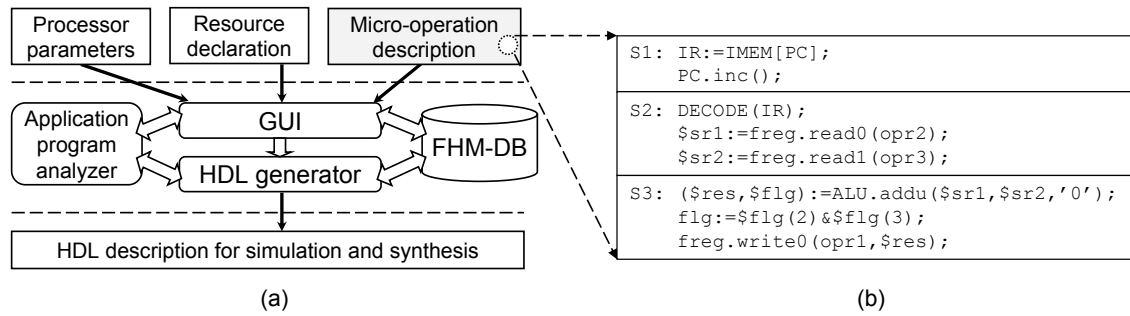 Processor
parameters
Resource
declaration
Micro-operation
description
Application
program
analyzer
GUI
HDL generator
FHM-DB
HDL description for simulation and synthesis
(a)
S1: IR:=IMEM[PC];
PC.inc();
S2: DECODE(IR);
$sr1:=freg.read0(opr2);
$sr2:=freg.read1(opr3);
S3: ($res,$flg):=ALU.addu($sr1,$sr2,'0');
flg:=$flg(2)&$flg(3);
freg.write0(opr1,$res);
(b)